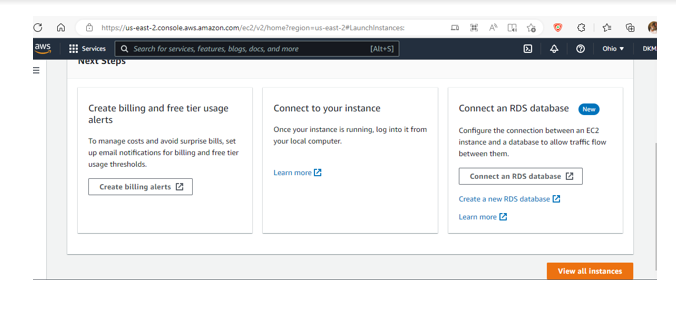 https://us-east-2.console.aws.amazon.com/ec2/v2/home?region=us-east-2#LaunchInstances:
aws Services Search for services, features, blogs, docs, and more [Alt+S] Ohio DKM
Next Steps
Create billing and free tier usage
alerts
To manage costs and avoid surprise bills, set
up email notifications for billing and free tier
usage thresholds.
Create billing alerts
Connect to your instance
Once your instance is running, log into it from
your local computer.
Learn more
Connect an RDS database New
Configure the connection between an EC2
instance and a database to allow traffic flow
between them.
Connect an RDS database
Create a new RDS database
Learn more
View all instances